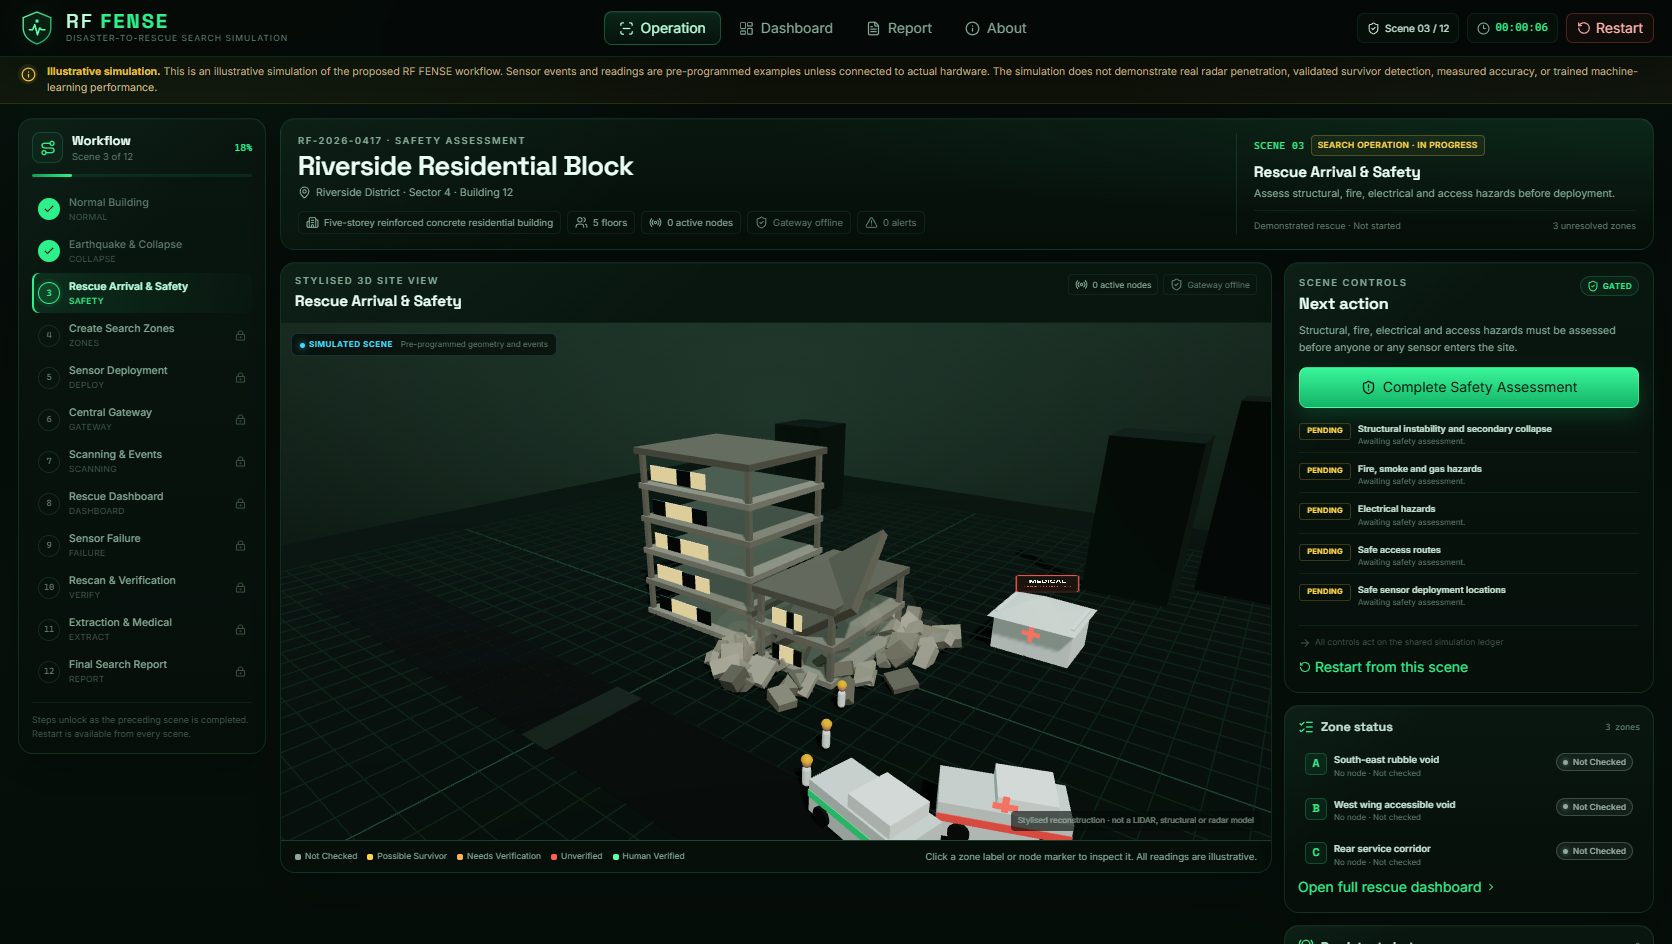 RF FENSE
DISASTER-TO-RESCUE SEARCH SIMULATION
Operation
Dashboard
Report
About
Scene 03 / 12
00:00:06
Restart
Illustrative simulation. This is an illustrative simulation of the proposed RF FENSE workflow. Sensor events and readings are pre-programmed examples unless connected to actual hardware. The simulation does not demonstrate real radar penetration, validated survivor detection, measured accuracy, or trained machine-
learning performance.
Workflow
Scene 3 of 12
18%
Normal Building
NORMAL
Earthquake & Collapse
COLLAPSE
3
Rescue Arrival & Safety
SAFETY
4
Create Search Zones
ZONES
5
Sensor Deployment
DEPLOY
6
Central Gateway
GATEWAY
7
Scanning & Events
SCANNING
8
Rescue Dashboard
DASHBOARD
9
Sensor Failure
FAILURE
10
Rescan & Verification
VERIFY
11
Extraction & Medical
EXTRACT
12
Final Search Report
REPORT
Steps unlock as the preceding scene is completed.
Restart is available from every scene.
RF-2026-0417 · SAFETY ASSESSMENT
Riverside Residential Block
Riverside District · Sector 4 · Building 12
Five-storey reinforced concrete residential building
5 floors
0 active nodes
Gateway offline
0 alerts
SCENE 03
SEARCH OPERATION · IN PROGRESS
Rescue Arrival & Safety
Assess structural, fire, electrical and access hazards before deployment.
Demonstrated rescue · Not started
3 unresolved zones
STYLISED 3D SITE VIEW
Rescue Arrival & Safety
0 active nodes
Gateway offline
SIMULATED SCENE
Pre-programmed geometry and events
MEDICAL
Stylised reconstruction · not a LIDAR, structural or radar model
Not Checked
Possible Survivor
Needs Verification
Unverified
Human Verified
Click a zone label or node marker to inspect it. All readings are illustrative.
SCENE CONTROLS
Next action
GATED
Structural, fire, electrical and access hazards must be assessed
before anyone or any sensor enters the site.
Complete Safety Assessment
PENDING
Structural instability and secondary collapse
Awaiting safety assessment.
PENDING
Fire, smoke and gas hazards
Awaiting safety assessment.
PENDING
Electrical hazards
Awaiting safety assessment.
PENDING
Safe access routes
Awaiting safety assessment.
PENDING
Safe sensor deployment locations
Awaiting safety assessment.
All controls act on the shared simulation ledger
Restart from this scene
Zone status
3 zones
A
South-east rubble void
No node · Not checked
Not Checked
B
West wing accessible void
No node · Not checked
Not Checked
C
Rear service corridor
No node · Not checked
Not Checked
Open full rescue dashboard